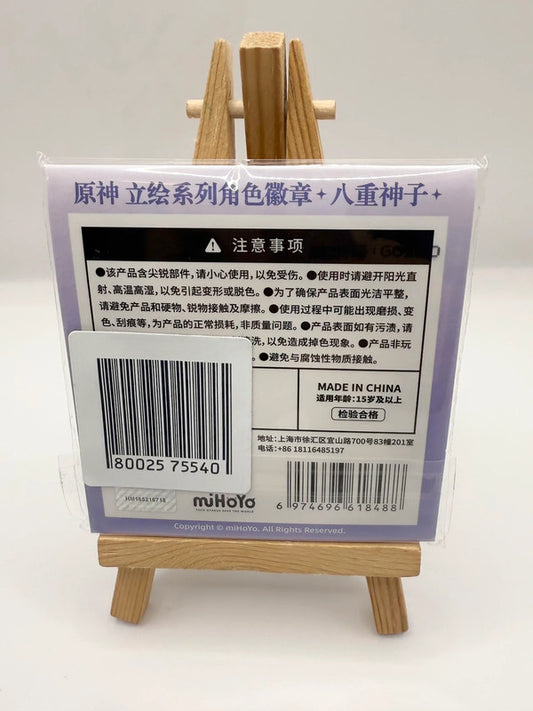 原神 立绘系列角色徽章✦八重神子✦
注意事项
●该产品含尖锐部件，请小心使用，以免受伤。●使用时请避开阳光直
射、高温高湿，以免引起变形或脱色。●为了确保产品表面光洁平整，
请避免产品和硬物、锐物接触及摩擦。●使用过程中可能出现磨损、变
色、刮痕等，为产品的正常损耗，非质量问题。●产品表面如有污渍，请
洗，以免造成掉色现象。●产品非玩
。●避免与腐蚀性物质接触。
MADE IN CHINA
适用年龄：15岁及以上
检验合格
地址：上海市徐汇区宜山路700号83幢201室
电话：+86 18116485197
80025 75540
miHoYo
TECH OTAKUS SAVE THE WORLD
6 974696 618488
Copyright © miHoYo. All Rights Reserved.